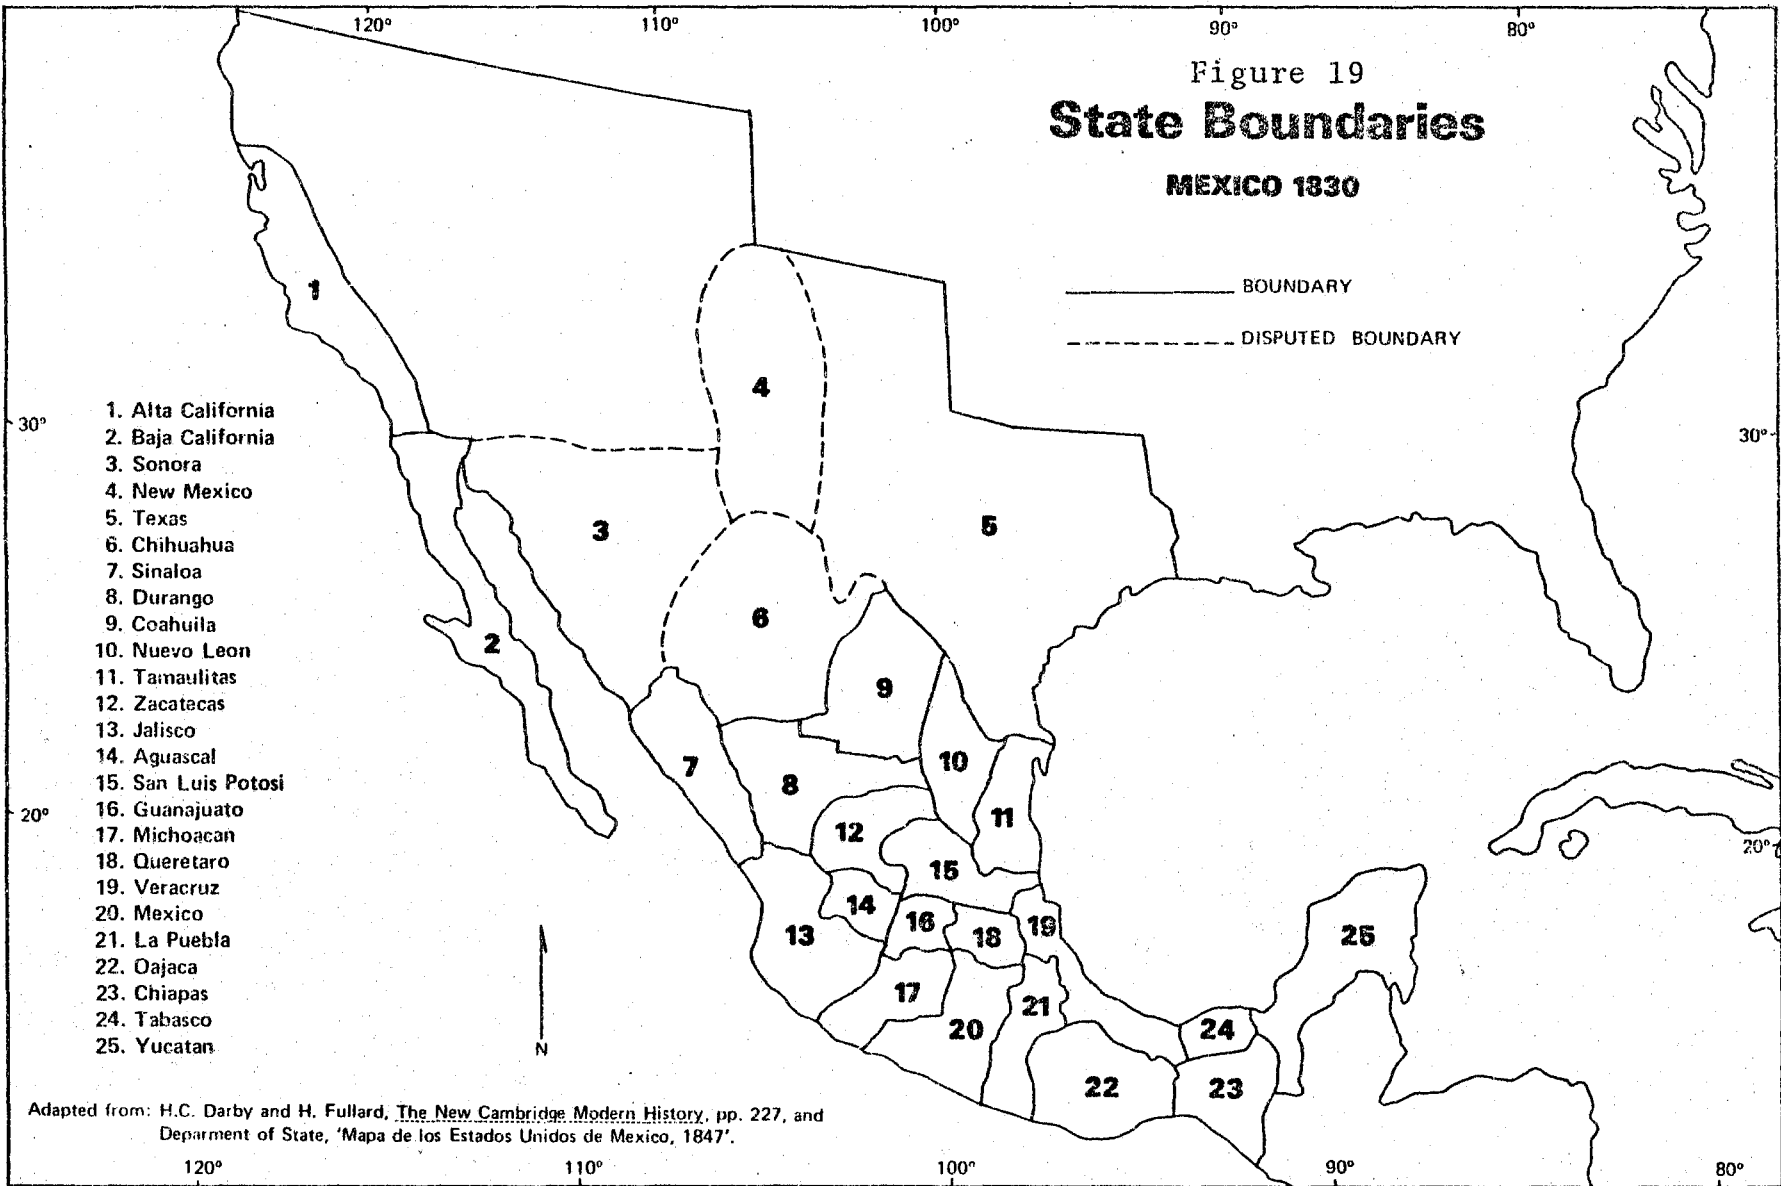 120° 110° 100° 90° 80°
Figure 19
State Boundaries
MEXICO 1830
BOUNDARY
DISPUTED BOUNDARY
1
4
30° 30°
1. Alta California
2. Baja California
3. Sonora
4. New Mexico
5. Texas
6. Chihuahua
7. Sinaloa
8. Durango
9. Coahuila
10. Nuevo Leon
11. Tamaulitas
12. Zacatecas
13. Jalisco
14. Aguascal
15. San Luis Potosi
16. Guanajuato
17. Michoacan
18. Queretaro
19. Veracruz
20. Mexico
21. La Puebla
22. Oajaca
23. Chiapas
24. Tabasco
25. Yucatan
3 5
6
2
9
7 8 10
20° 12 11 20°
15
14 16 18 19
13 25
17 21
20 24
N
22 23
Adapted from: H.C. Darby and H. Fullard, The New Cambridge Modern History, pp. 227, and
Deparment of State, 'Mapa de los Estados Unidos de Mexico, 1847'.
120° 110° 100° 90° 80°